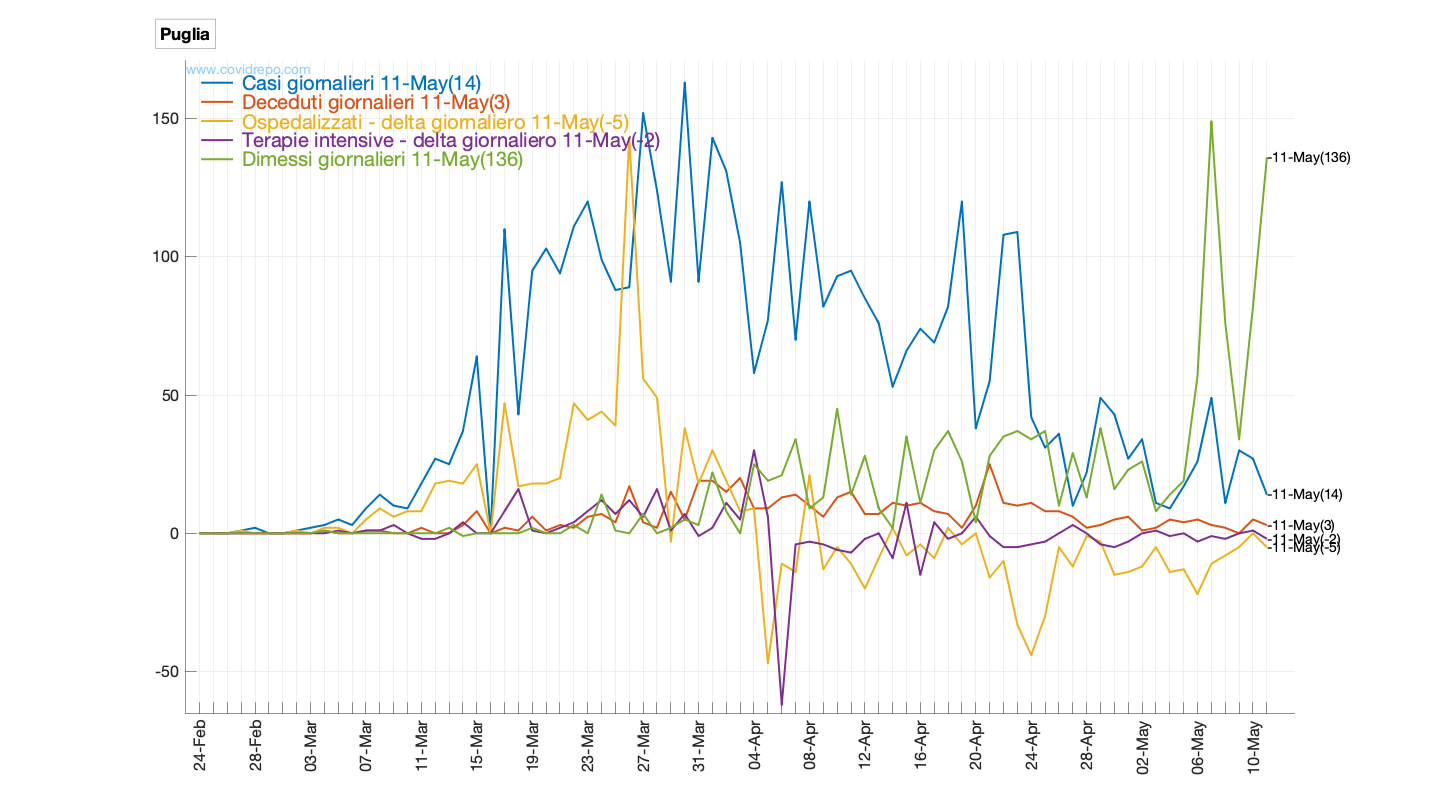 Puglia
www.covidrepo.com
Casi giornalieri 11-May(14)
Deceduti giornalieri 11-May(3)
Ospedalizzati - delta giornaliero 11-May(-5)
Terapie intensive - delta giornaliero 11-May(-2)
Dimessi giornalieri 11-May(136)
150
100
50
0
-50
11-May(136)
11-May(14)
11-May(3)
11-May(-2)
11-May(-5)
24-Feb
28-Feb
03-Mar
07-Mar
11-Mar
15-Mar
19-Mar
23-Mar
27-Mar
31-Mar
04-Apr
08-Apr
12-Apr
16-Apr
20-Apr
24-Apr
28-Apr
02-May
06-May
10-May